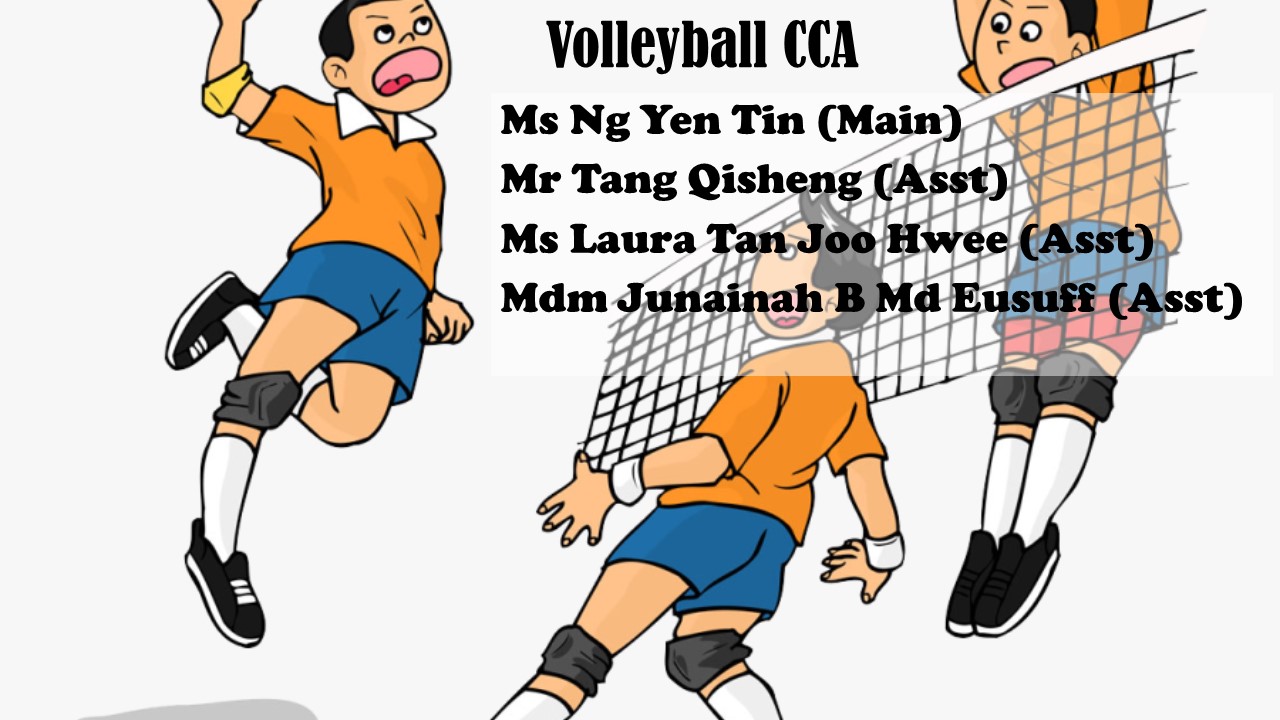 Volleyball CCA
Ms Ng Yen Tin (Main)
Mr Tang Qisheng (Asst)
Ms Laura Tan Joo Hwee (Asst)
Mdm Junainah B Md Eusuff (Asst)